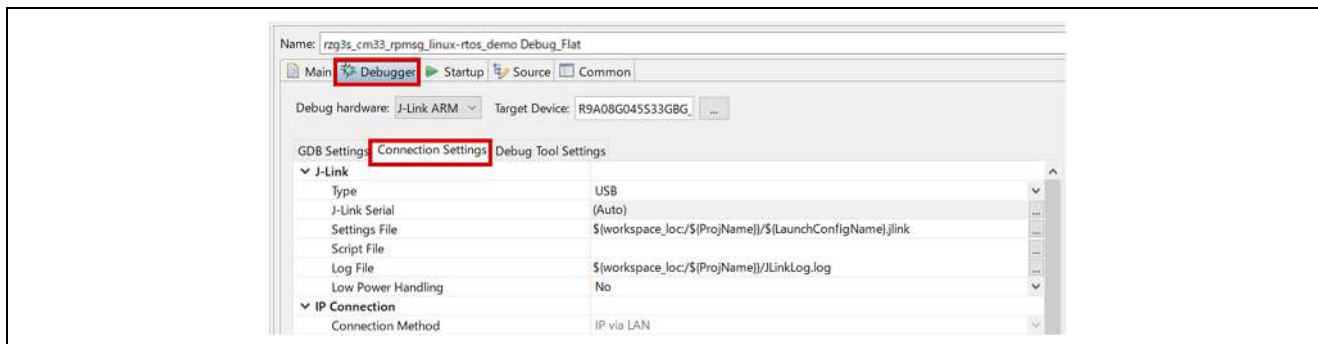 Name: rzg3s_cm33_rpmsg_linux-rtos_demo Debug_Flat
Main Debugger Startup Source Common
Debug hardware: J-Link ARM Target Device: R9A08G045S33GBG_ ...
GDB Settings Connection Settings Debug Tool Settings
J-Link
Type USB
J-Link Serial (Auto) ...
Settings File ${workspace_loc:/${ProjName}}/${LaunchConfigName}.jlink ...
Script File ...
Log File ${workspace_loc:/${ProjName}}/JLinkLog.log ...
Low Power Handling No
IP Connection
Connection Method IP via LAN